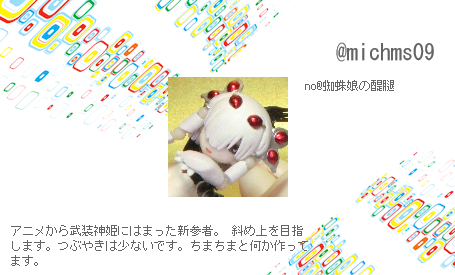 @michms09
no@蜘蛛娘の醍醐
アニメから武装神姫にはまった新参者。 斜め上を目指
します。つぶやきは少ないです。ちまちまと何か作って
ます。